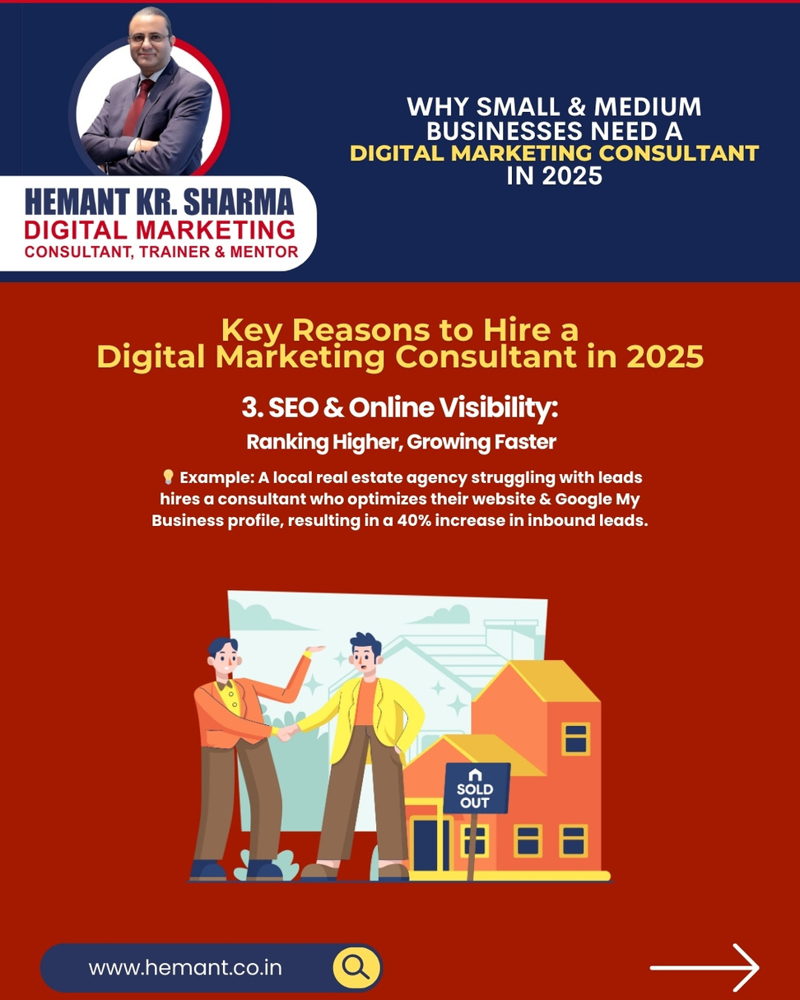 HEMANT KR. SHARMA
DIGITAL MARKETING
CONSULTANT, TRAINER & MENTOR
WHY SMALL & MEDIUM
BUSINESSES NEED A
DIGITAL MARKETING CONSULTANT
IN 2025
Key Reasons to Hire a
Digital Marketing Consultant in 2025
3. SEO & Online Visibility:
Ranking Higher, Growing Faster
💡 Example: A local real estate agency struggling with leads
hires a consultant who optimizes their website & Google My
Business profile, resulting in a 40% increase in inbound leads.
SOLD
OUT
www.hemant.co.in